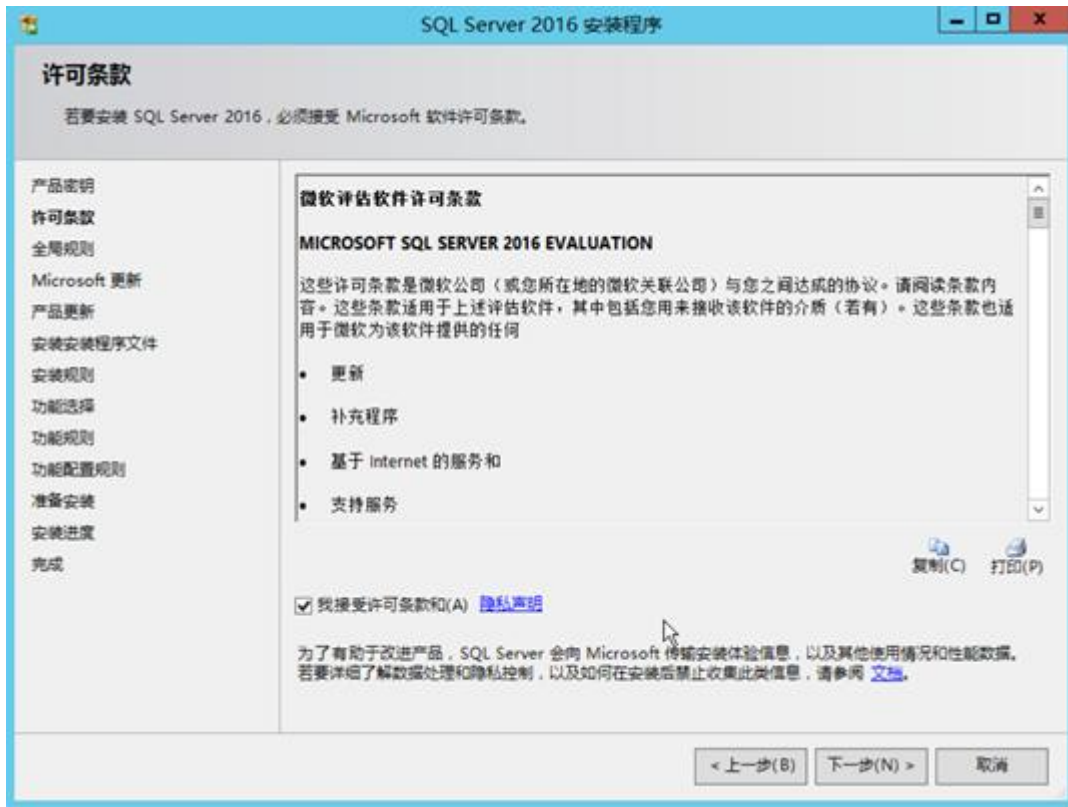 SQL Server 2016 安装程序
许可条款
若要安装 SQL Server 2016，必须接受 Microsoft 软件许可条款。
产品密钥
许可条款
全局规则
Microsoft 更新
产品更新
安装安装程序文件
安装规则
功能选择
功能规则
功能配置规则
准备安装
安装进度
完成
微软评估软件许可条款
MICROSOFT SQL SERVER 2016 EVALUATION
这些许可条款是微软公司（或您所在地的微软关联公司）与您之间达成的协议。请阅读条款内
容。这些条款适用于上述评估软件，其中包括您用来接收该软件的介质（若有）。这些条款也适
用于微软为该软件提供的任何
• 更新
• 补充程序
• 基于 Internet 的服务和
• 支持服务
复制(C) 打印(P)
我接受许可条款和(A) 隐私声明
为了有助于改进产品，SQL Server 会向 Microsoft 传输安装体验信息，以及其他使用情况和性能数据。
若要详细了解数据处理和隐私控制，以及如何在安装后禁止收集此类信息，请参阅 文档。
< 上一步(B) 下一步(N) > 取消